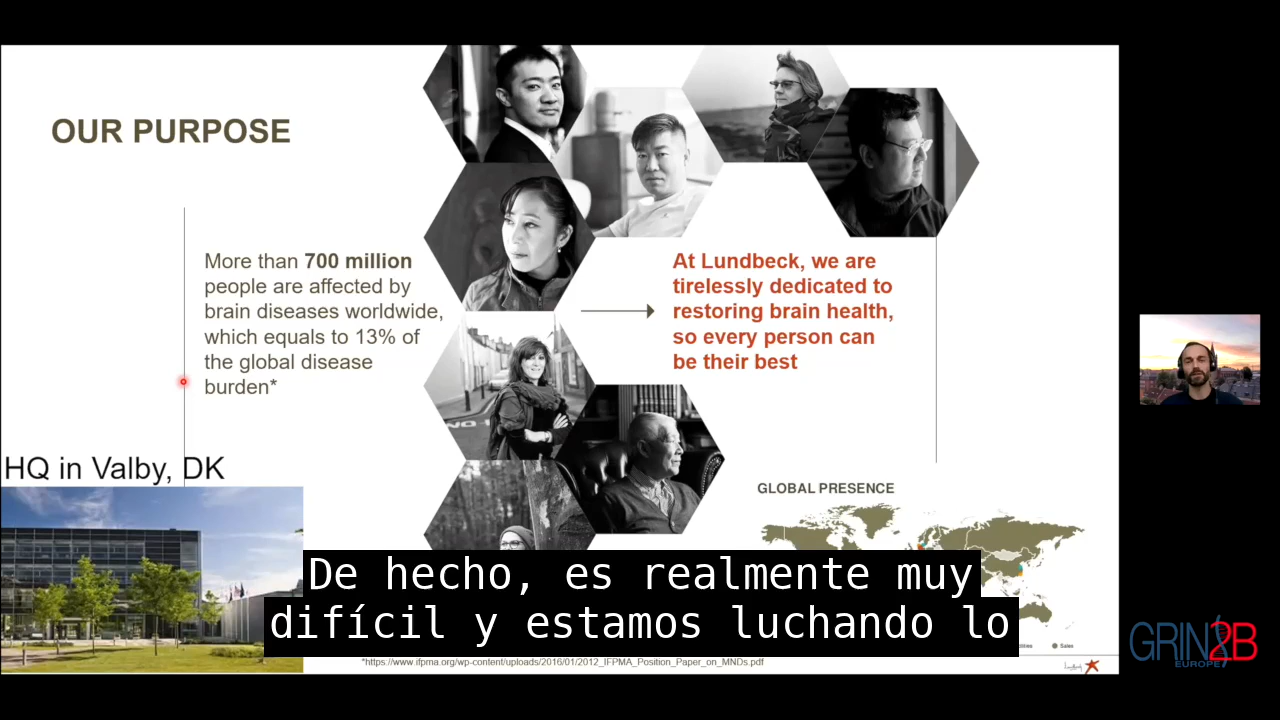 OUR PURPOSE
More than 700 million
people are affected by
brain diseases worldwide,
which equals to 13% of
the global disease
burden*
At Lundbeck, we are
tirelessly dedicated to
restoring brain health,
so every person can
be their best
HQ in Valby, DK
GLOBAL PRESENCE
De hecho, es realmente muy
difícil y estamos luchando lo
Sales
*https://www.ifpma.org/wp-content/uploads/2016/01/2012_IFPMA_Position_Paper_on_MNDs.pdf
Lundbeck
GRIN2B
EUROPE